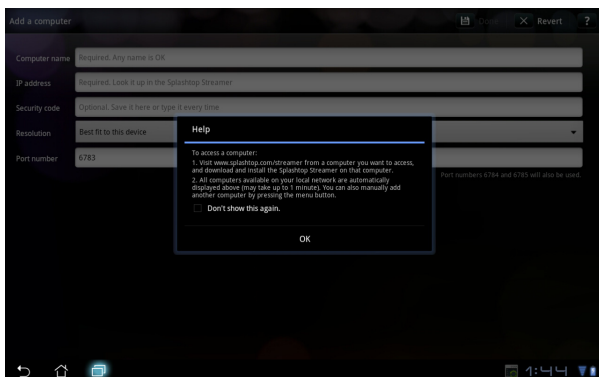 Add a computer
Done
Revert
?
Computer name
Required. Any name is OK
IP address
Required. Look it up in the Splashtop Streamer
Security code
Optional. Save it here or type it every time
Resolution
Best fit to this device
Port number
6783
Port numbers 6784 and 6785 will also be used.
Help
To access a computer:
1. Visit www.splashtop.com/streamer from a computer you want to access,
and download and install the Splashtop Streamer on that computer.
2. All computers available on your local network are automatically
displayed above (may take up to 1 minute). You can also manually add
another computer by pressing the menu button.
Don't show this again.
OK
1:44